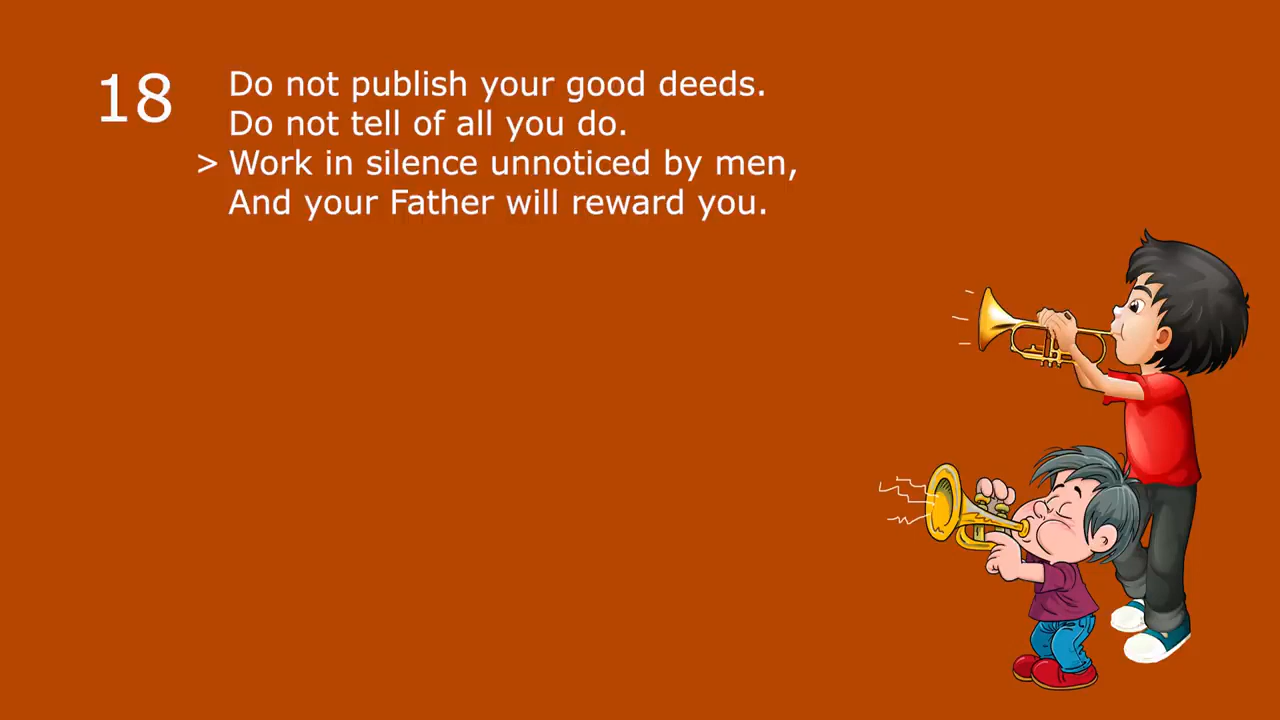 18
Do not publish your good deeds.
Do not tell of all you do.
> Work in silence unnoticed by men,
And your Father will reward you.